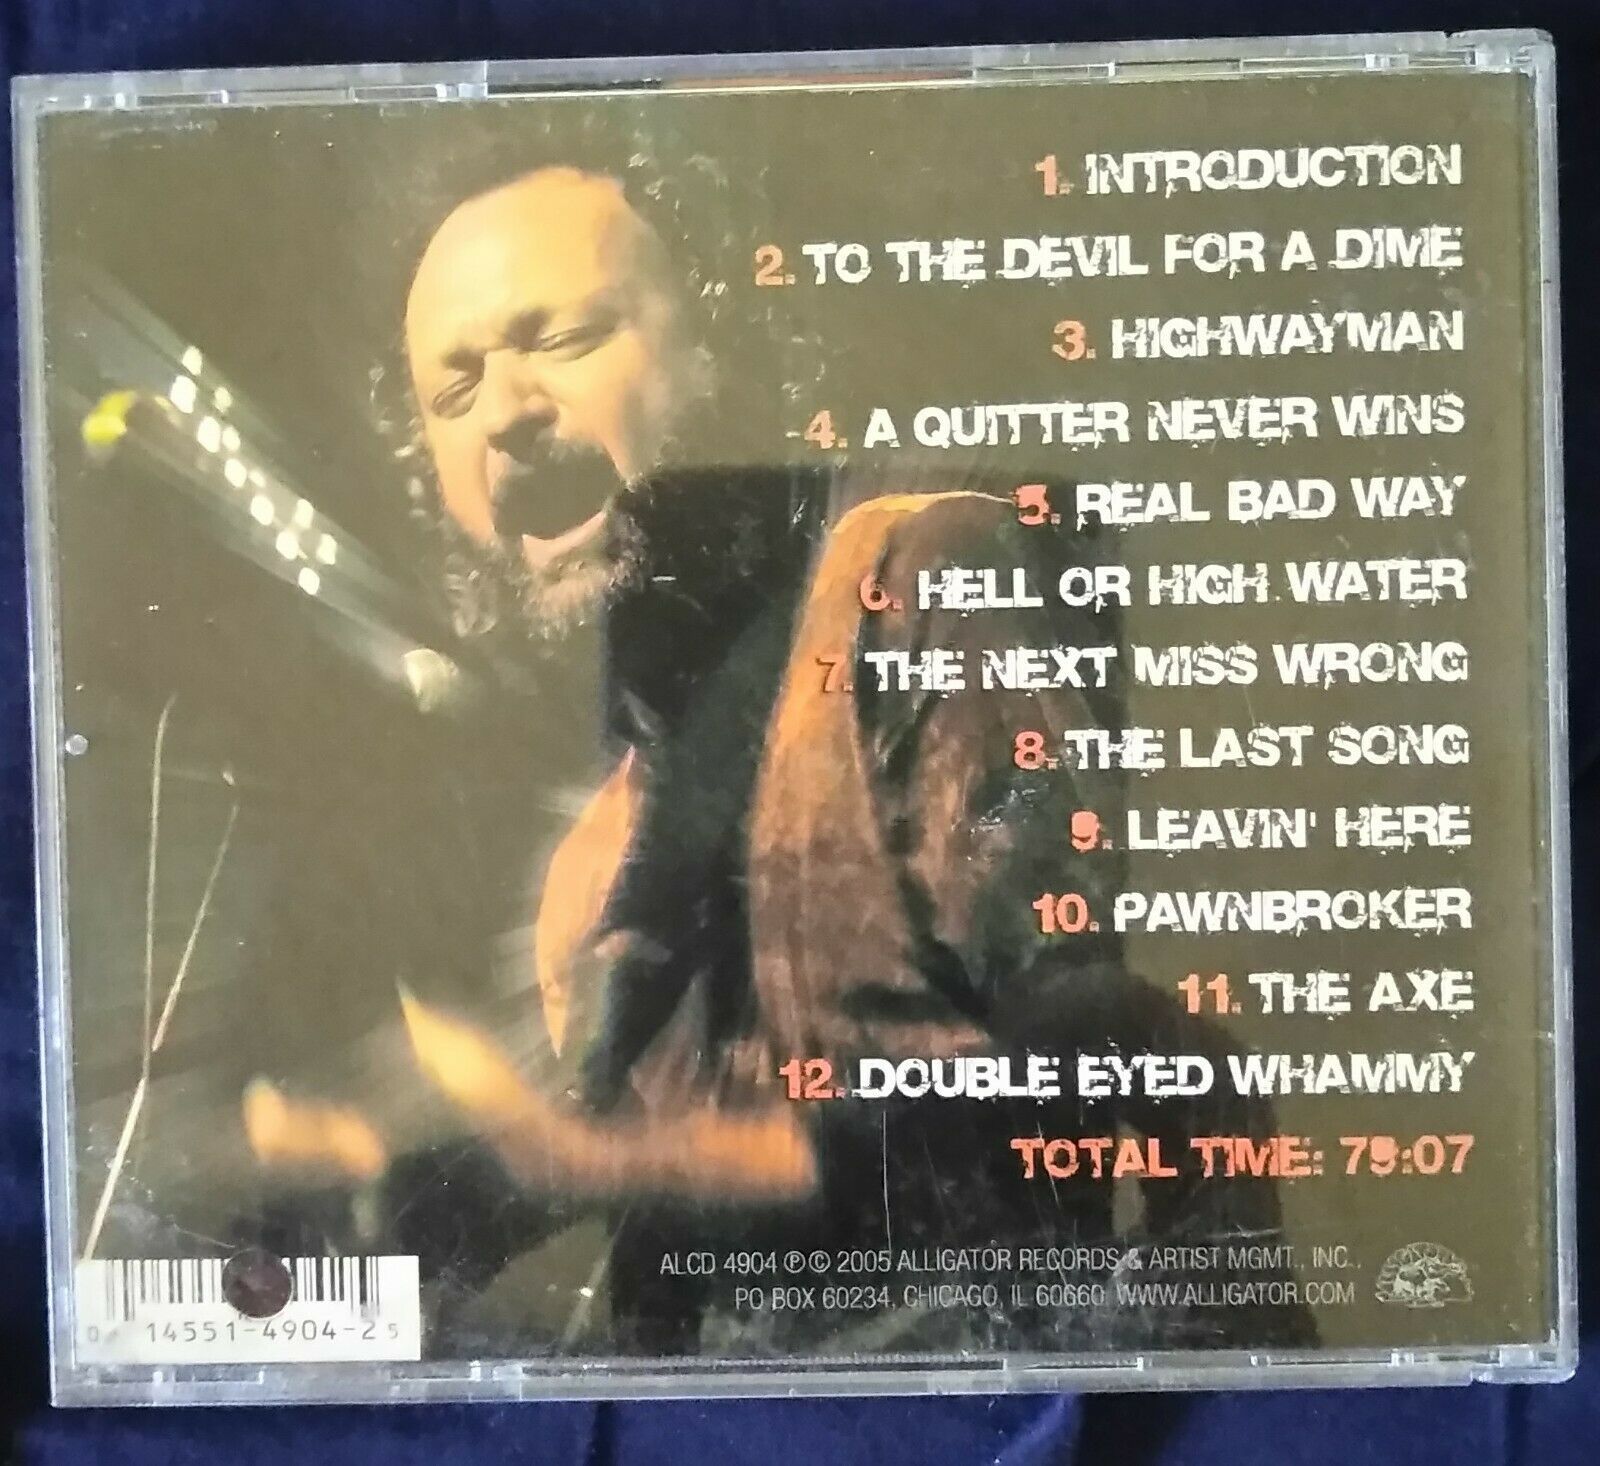 1. INTRODUCTION
2. TO THE DEVIL FOR A DIME
3. HIGHWAYMAN
4. A QUITTER NEVER WINS
5. REAL BAD WAY
6. HELL OR HIGH WATER
7. THE NEXT MISS WRONG
8. THE LAST SONG
9. LEAVIN' HERE
10. PAWNBROKER
11. THE AXE
12. DOUBLE EYED WHAMMY
TOTAL TIME: 79:07
ALCD 4904 ℗ © 2005 ALLIGATOR RECORDS & ARTIST MGMT., INC.,
PO BOX 60234, CHICAGO, IL 60660 WWW.ALLIGATOR.COM
0 14551-4904-2 5